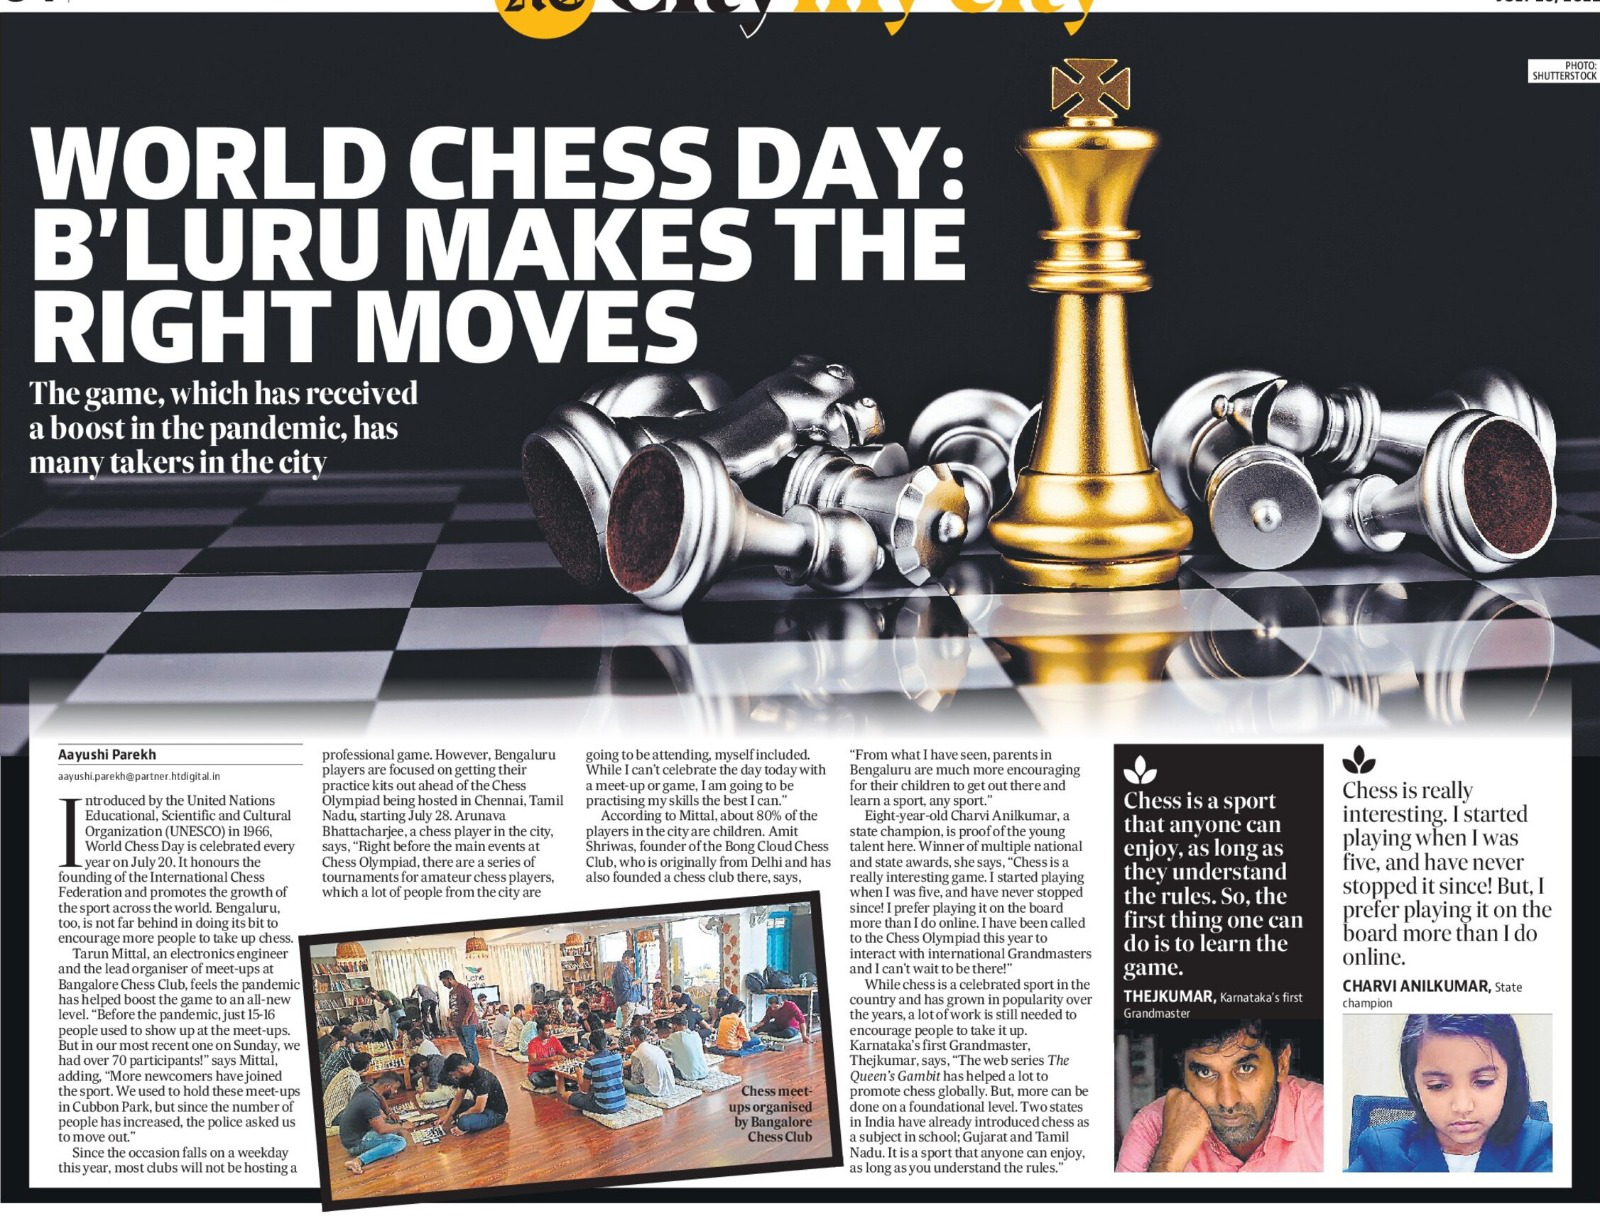 City my city
PHOTO:
SHUTTERSTOCK
WORLD CHESS DAY:
B’LURU MAKES THE
RIGHT MOVES
The game, which has received
a boost in the pandemic, has
many takers in the city
Aayushi Parekh
aayushi.parekh@partner.htdigital.in
Introduced by the United Nations
Educational, Scientific and Cultural
Organization (UNESCO) in 1966,
World Chess Day is celebrated every
year on July 20. It honours the
founding of the International Chess
Federation and promotes the growth of
the sport across the world. Bengaluru,
too, is not far behind in doing its bit to
encourage more people to take up chess.
Tarun Mittal, an electronics engineer
and the lead organiser of meet-ups at
Bangalore Chess Club, feels the pandemic
has helped boost the game to an all-new
level. “Before the pandemic, just 15-16
people used to show up at the meet-ups.
But in our most recent one on Sunday, we
had over 70 participants!” says Mittal,
adding, “More newcomers have joined
the sport. We used to hold these meet-ups
in Cubbon Park, but since the number of
people has increased, the police asked us
to move out.”
Since the occasion falls on a weekday
this year, most clubs will not be hosting a
professional game. However, Bengaluru
players are focused on getting their
practice kits out ahead of the Chess
Olympiad being hosted in Chennai, Tamil
Nadu, starting July 28. Arunava
Bhattacharjee, a chess player in the city,
says, “Right before the main events at
Chess Olympiad, there are a series of
tournaments for amateur chess players,
which a lot of people from the city are
going to be attending, myself included.
While I can’t celebrate the day today with
a meet-up or game, I am going to be
practising my skills the best I can.”
According to Mittal, about 80% of the
players in the city are children. Amit
Shriwas, founder of the Bong Cloud Chess
Club, who is originally from Delhi and has
also founded a chess club there, says,
Chess meet-
ups organised
by Bangalore
Chess Club
“From what I have seen, parents in
Bengaluru are much more encouraging
for their children to get out there and
learn a sport, any sport.”
Eight-year-old Charvi Anilkumar, a
state champion, is proof of the young
talent here. Winner of multiple national
and state awards, she says, “Chess is a
really interesting game. I started playing
when I was five, and have never stopped
since! I prefer playing it on the board
more than I do online. I have been called
to the Chess Olympiad this year to
interact with international Grandmasters
and I can’t wait to be there!”
While chess is a celebrated sport in the
country and has grown in popularity over
the years, a lot of work is still needed to
encourage people to take it up.
Karnataka’s first Grandmaster,
Thejkumar, says, “The web series The
Queen’s Gambit has helped a lot to
promote chess globally. But, more can be
done on a foundational level. Two states
in India have already introduced chess as
a subject in school; Gujarat and Tamil
Nadu. It is a sport that anyone can enjoy,
as long as you understand the rules.”
Chess is a sport
that anyone can
enjoy, as long as
they understand
the rules. So, the
first thing one can
do is to learn the
game.
THEJKUMAR, Karnataka’s first
Grandmaster
Chess is really
interesting. I started
playing when I was
five, and have never
stopped it since! But, I
prefer playing it on the
board more than I do
online.
CHARVI ANILKUMAR, State
champion